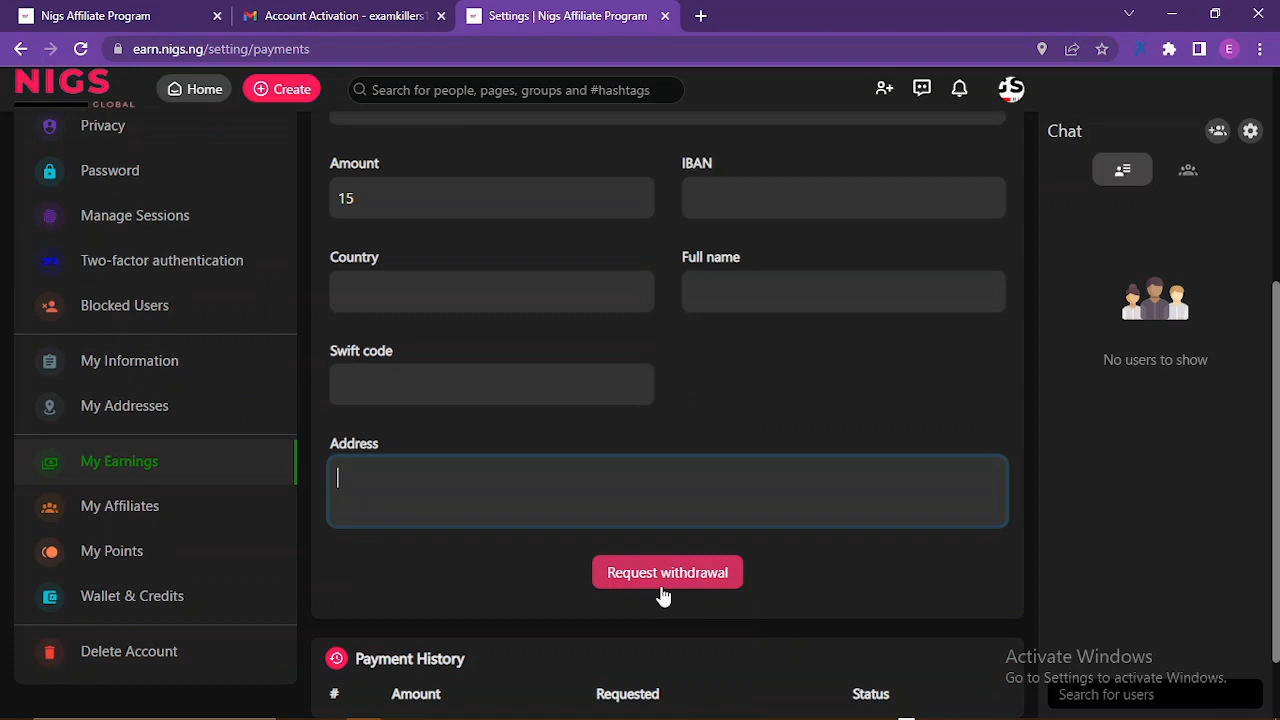 Nigs Affiliate Program
Account Activation - examkillers1
Settings | Nigs Affiliate Program
earn.nigs.ng/setting/payments
E
NIGS
GLOBAL
Home
Create
Search for people, pages, groups and #hashtags
Chat
Privacy
Password
Manage Sessions
Two-factor authentication
Blocked Users
My Information
My Addresses
My Earnings
My Affiliates
My Points
Wallet & Credits
Delete Account
Amount
IBAN
15
Country
Full name
Swift code
Address
Request withdrawal
Payment History
# Amount Requested Status
No users to show
Activate Windows
Go to Settings to activate Windows.
Search for users